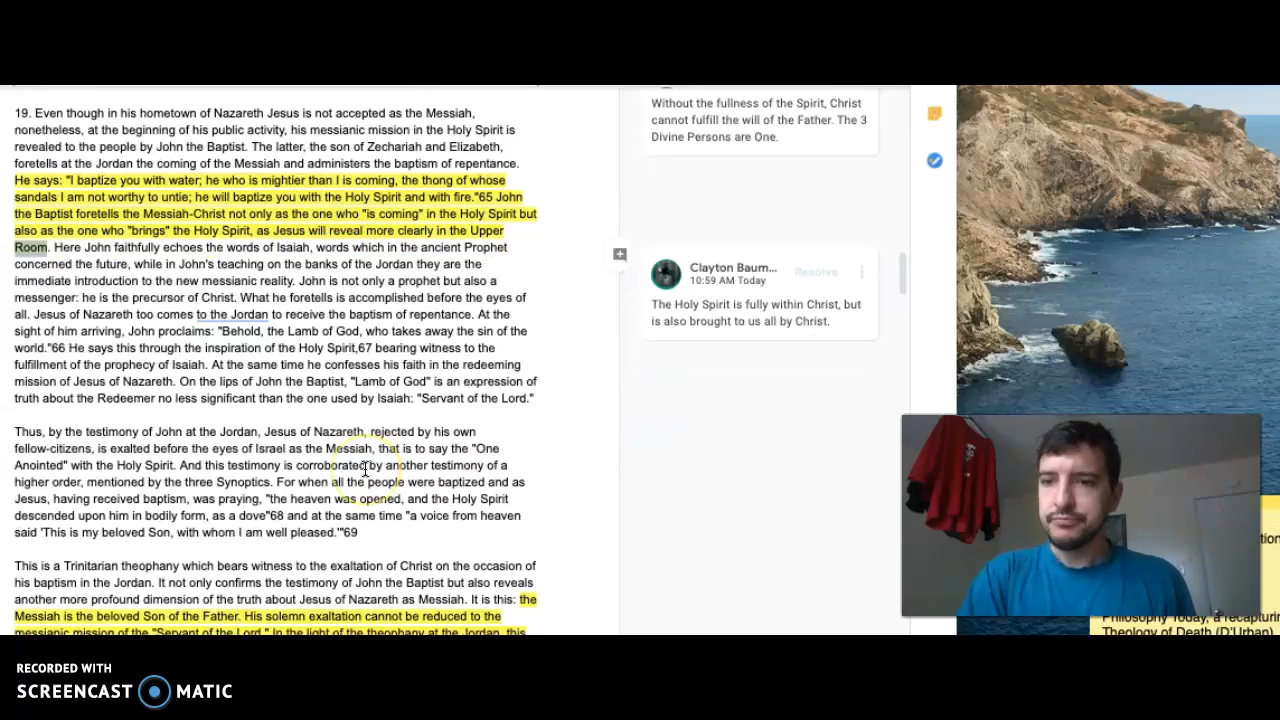 19. Even though in his hometown of Nazareth Jesus is not accepted as the Messiah,
nonetheless, at the beginning of his public activity, his messianic mission in the Holy Spirit is
revealed to the people by John the Baptist. The latter, the son of Zechariah and Elizabeth,
foretells at the Jordan the coming of the Messiah and administers the baptism of repentance.
He says: "I baptize you with water; he who is mightier than I is coming, the thong of whose
sandals I am not worthy to untie; he will baptize you with the Holy Spirit and with fire."65 John
the Baptist foretells the Messiah-Christ not only as the one who "is coming" in the Holy Spirit but
also as the one who "brings" the Holy Spirit, as Jesus will reveal more clearly in the Upper
Room. Here John faithfully echoes the words of Isaiah, words which in the ancient Prophet
concerned the future, while in John's teaching on the banks of the Jordan they are the
immediate introduction to the new messianic reality. John is not only a prophet but also a
messenger: he is the precursor of Christ. What he foretells is accomplished before the eyes of
all. Jesus of Nazareth too comes to the Jordan to receive the baptism of repentance. At the
sight of him arriving, John proclaims: "Behold, the Lamb of God, who takes away the sin of the
world."66 He says this through the inspiration of the Holy Spirit,67 bearing witness to the
fulfillment of the prophecy of Isaiah. At the same time he confesses his faith in the redeeming
mission of Jesus of Nazareth. On the lips of John the Baptist, "Lamb of God" is an expression of
truth about the Redeemer no less significant than the one used by Isaiah: "Servant of the Lord."
Thus, by the testimony of John at the Jordan, Jesus of Nazareth, rejected by his own
fellow-citizens, is exalted before the eyes of Israel as the Messiah, that is to say the "One
Anointed" with the Holy Spirit. And this testimony is corroborated by another testimony of a
higher order, mentioned by the three Synoptics. For when all the people were baptized and as
Jesus, having received baptism, was praying, "the heaven was opened, and the Holy Spirit
descended upon him in bodily form, as a dove"68 and at the same time "a voice from heaven
said 'This is my beloved Son, with whom I am well pleased.'"69
This is a Trinitarian theophany which bears witness to the exaltation of Christ on the occasion of
his baptism in the Jordan. It not only confirms the testimony of John the Baptist but also reveals
another more profound dimension of the truth about Jesus of Nazareth as Messiah. It is this: the
Messiah is the beloved Son of the Father. His solemn exaltation cannot be reduced to the
messianic mission of the "Servant of the Lord." In the light of the theophany at the Jordan, this
Without the fullness of the Spirit, Christ
cannot fulfill the will of the Father. The 3
Divine Persons are One.
Clayton Baum...
Resolve
10:59 AM Today
The Holy Spirit is fully within Christ, but
is also brought to us all by Christ.
Philosophy Today, a recapturing
Theology of Death (D'Urban)
RECORDED WITH
SCREENCAST MATIC